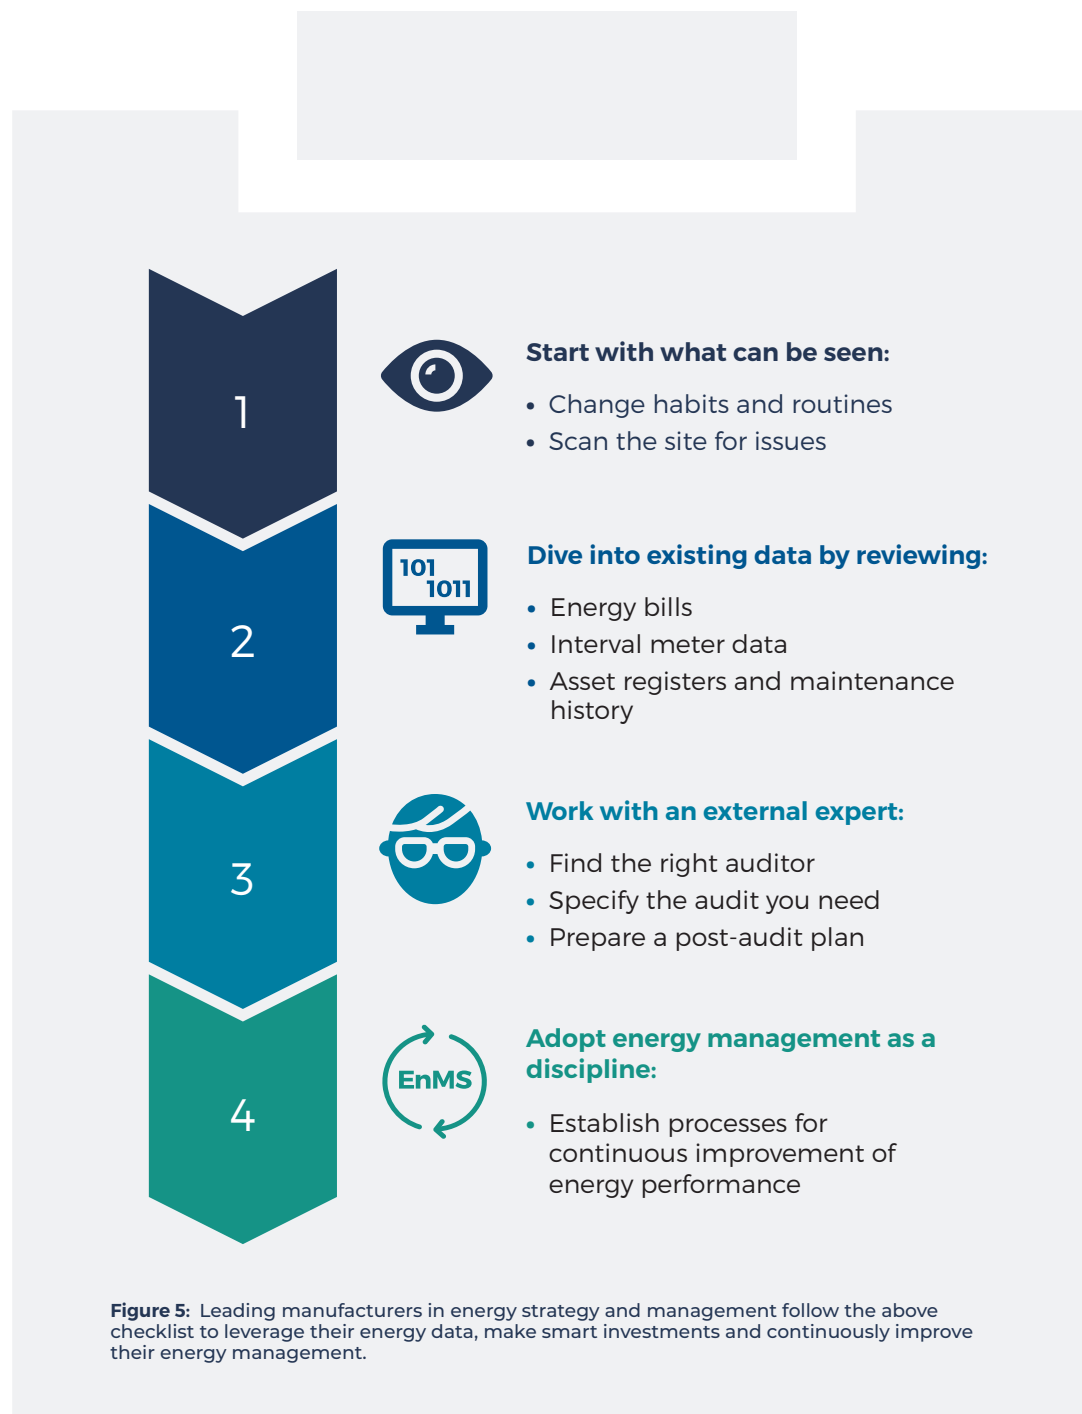 1
Start with what can be seen:
• Change habits and routines
• Scan the site for issues
2
101
1011
Dive into existing data by reviewing:
• Energy bills
• Interval meter data
• Asset registers and maintenance
history
3
Work with an external expert:
• Find the right auditor
• Specify the audit you need
• Prepare a post-audit plan
4
EnMS
Adopt energy management as a
discipline:
• Establish processes for
continuous improvement of
energy performance
Figure 5: Leading manufacturers in energy strategy and management follow the above
checklist to leverage their energy data, make smart investments and continuously improve
their energy management.